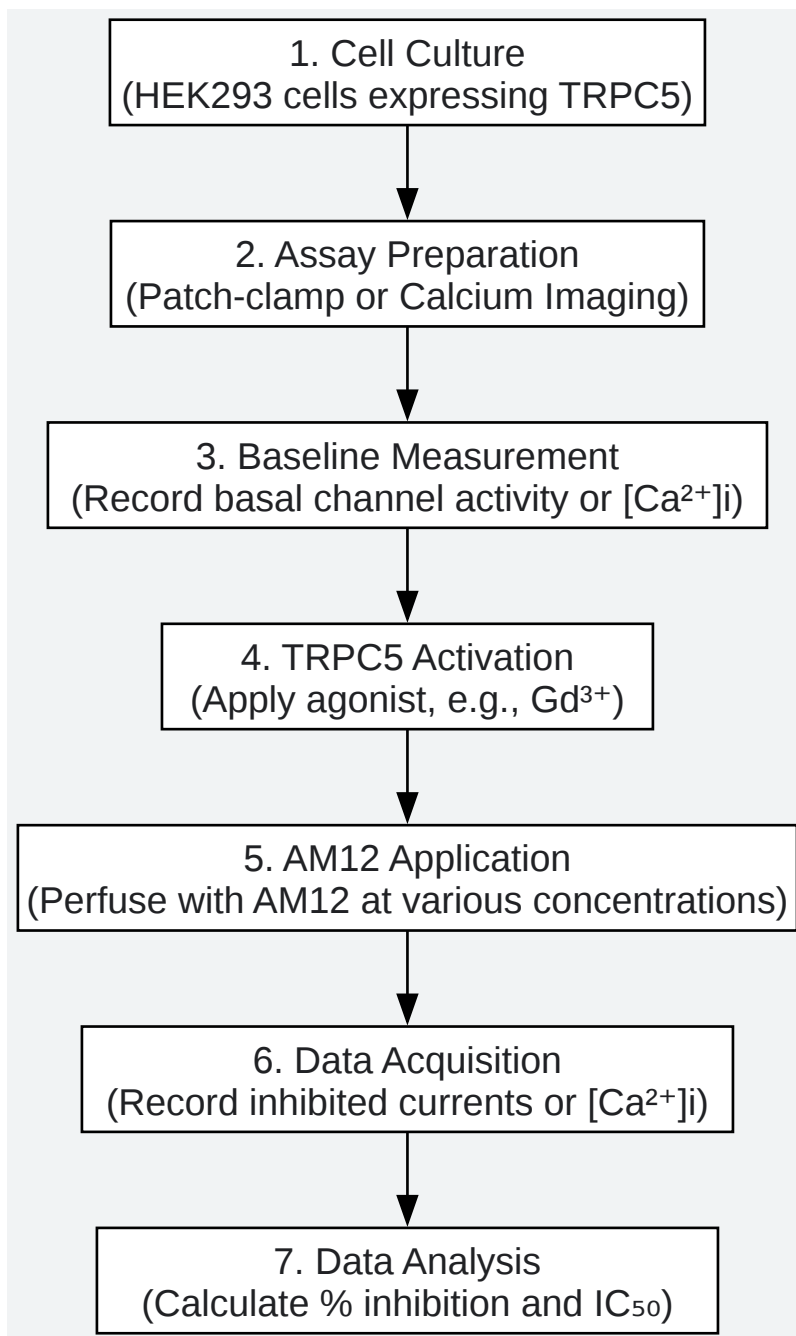 1. Cell Culture
(HEK293 cells expressing TRPC5)
2. Assay Preparation
(Patch-clamp or Calcium Imaging)
3. Baseline Measurement
(Record basal channel activity or [Ca²⁺]i)
4. TRPC5 Activation
(Apply agonist, e.g., Gd³⁺)
5. AM12 Application
(Perfuse with AM12 at various concentrations)
6. Data Acquisition
(Record inhibited currents or [Ca²⁺]i)
7. Data Analysis
(Calculate % inhibition and IC₅₀)